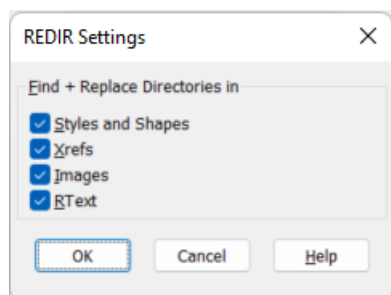 REDIR Settings
Find + Replace Directories in
Styles and Shapes
Xrefs
Images
RText
OK Cancel Help